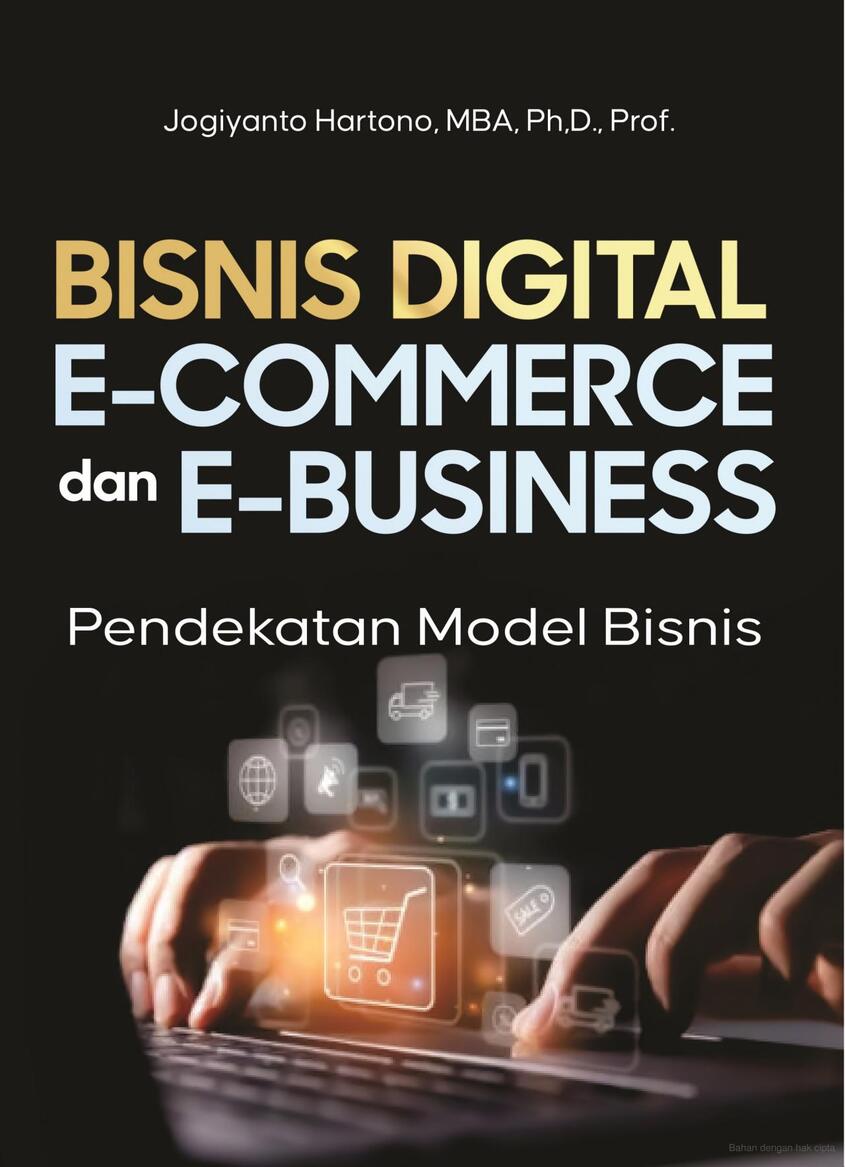 Jogiyanto Hartono, MBA, Ph,D., Prof.
BISNIS DIGITAL
E-COMMERCE
dan E-BUSINESS
Pendekatan Model Bisnis
SALE
Bahan dengan hak cipta